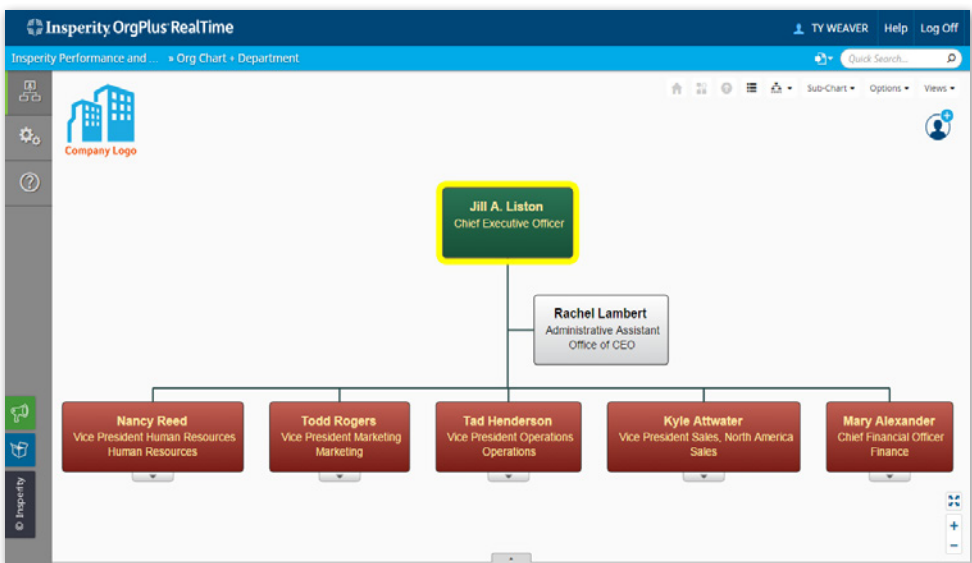 Insperity OrgPlus® RealTime
TY WEAVER Help Log Off
Insperity Performance and ... » Org Chart + Department
Quick Search...
Sub-Chart Options Views
Company Logo
Jill A. Liston
Chief Executive Officer
Rachel Lambert
Administrative Assistant
Office of CEO
Nancy Reed
Vice President Human Resources
Human Resources
Todd Rogers
Vice President Marketing
Marketing
Tad Henderson
Vice President Operations
Operations
Kyle Attwater
Vice President Sales, North America
Sales
Mary Alexander
Chief Financial Officer
Finance
© Insperity